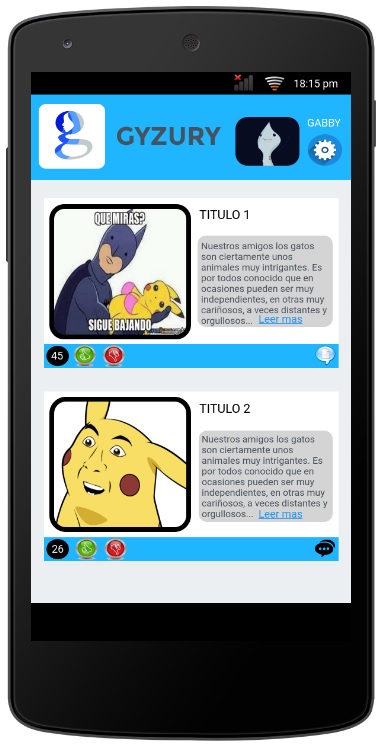 18:15 pm
GYZURY
GABBY
TITULO 1
QUE MIRAS?
SIGUE BAJANDO
Nuestros amigos los gatos
son ciertamente unos
animales muy intrigantes. Es
por todos conocido que en
ocasiones pueden ser muy
independientes, en otras muy
cariñosos, a veces distantes y
orgullosos... Leer mas
45
TITULO 2
Nuestros amigos los gatos
son ciertamente unos
animales muy intrigantes. Es
por todos conocido que en
ocasiones pueden ser muy
independientes, en otras muy
cariñosos, a veces distantes y
orgullosos... Leer mas
26